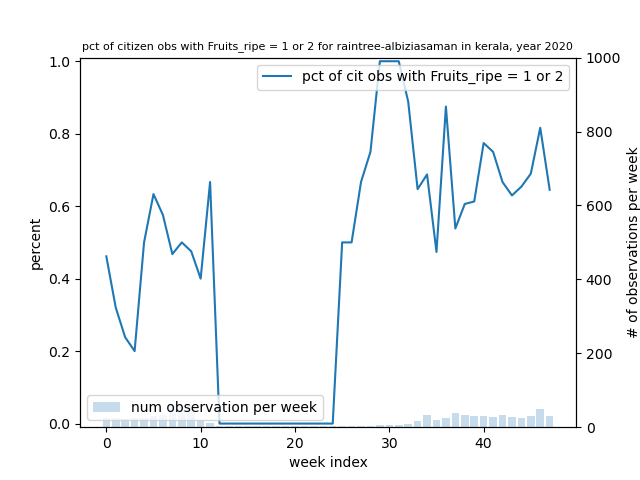 pct of citizen obs with Fruits_ripe = 1 or 2 for raintree-albiziasaman in kerala, year 2020
pct of cit obs with Fruits_ripe = 1 or 2
1.0
0.8
0.6
0.4
0.2
0.0
percent
1000
800
600
400
200
0
# of observations per week
num observation per week
0
10
20
30
40
week index